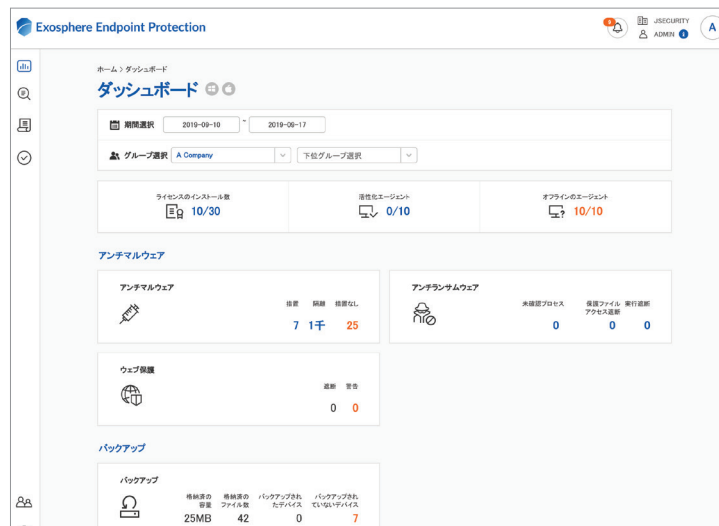 Exosphere Endpoint Protection
JSECURITY
ADMIN
A
ホーム > ダッシュボード
ダッシュボード
期間選択 2019-09-10 ~ 2019-09-17
グループ選択 A Company 下位グループ選択
ライセンスのインストール数 活性化エージェント オフラインのエージェント
10/30 0/10 10/10
アンチマルウェア
アンチマルウェア
措置 隔離 措置なし
7 1千 25
アンチランサムウェア
未確認プロセス 保護ファイル 実行遮断
アクセス遮断
0 0 0
ウェブ保護
遮断 警告
0 0
バックアップ
バックアップ
格納済の 格納済の バックアップされ バックアップされ
容量 ファイル数 たデバイス ていないデバイス
25MB 42 0 7